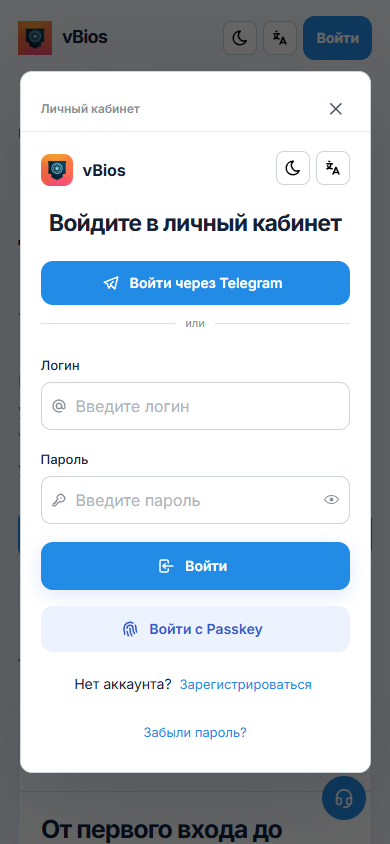 vBios
Войти
Личный кабинет
vBios
Войдите в личный кабинет
Войти через Telegram
или
Логин
Введите логин
Пароль
Введите пароль
Войти
Войти с Passkey
Нет аккаунта? Зарегистрироваться
Забыли пароль?
От первого входа до